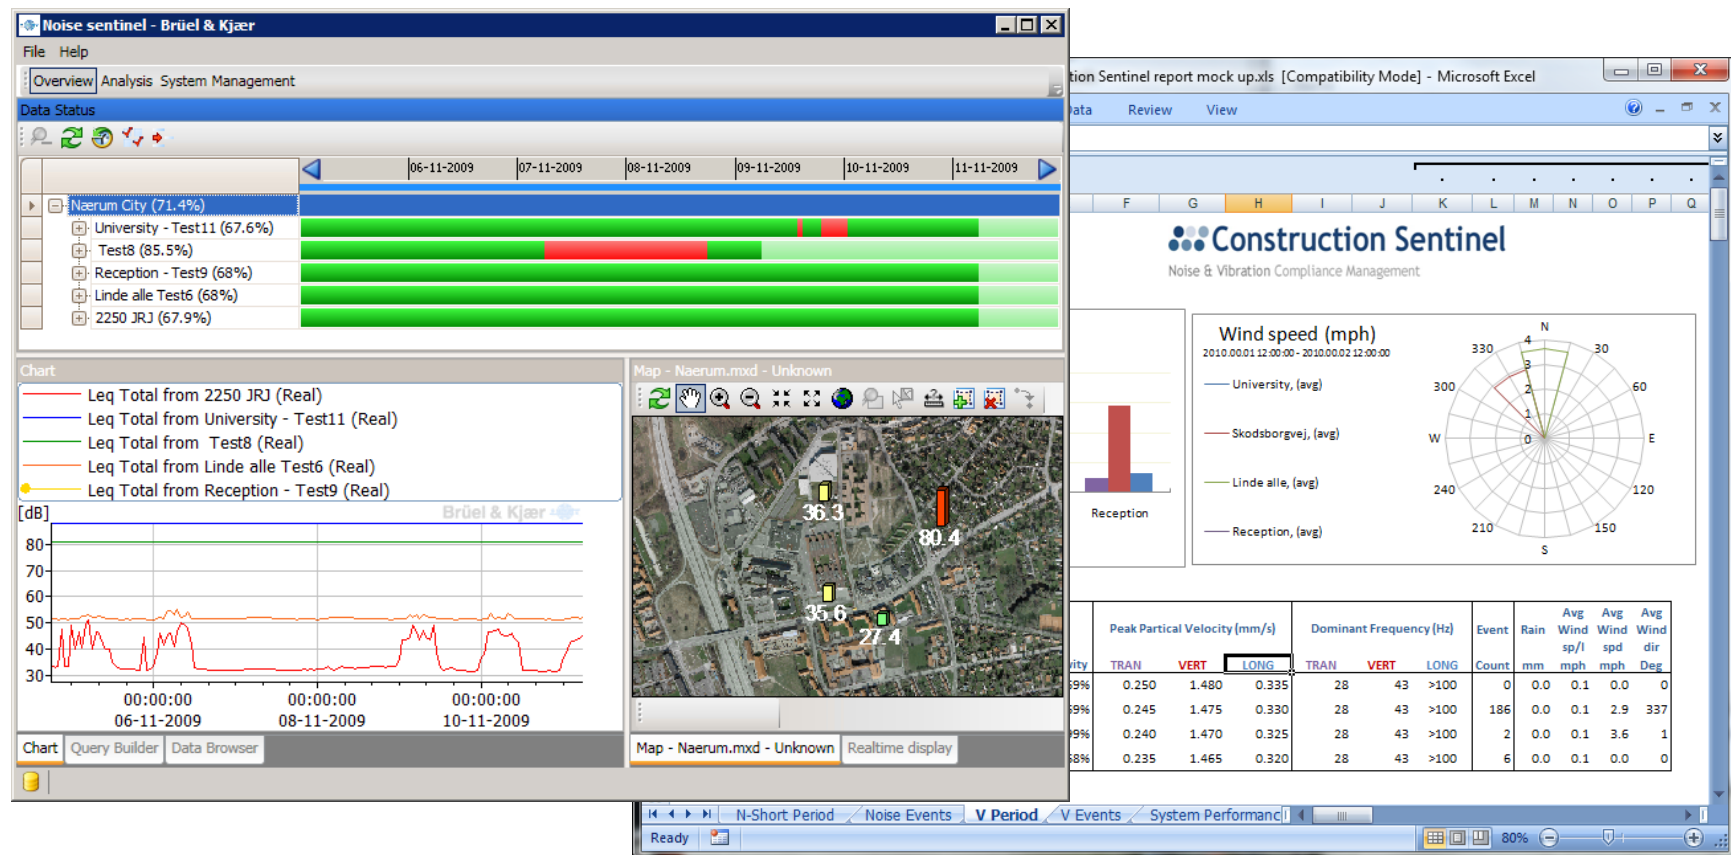 Noise sentinel - Brüel & Kjær
File Help
Overview Analysis System Management
Data Status
06-11-2009 07-11-2009 08-11-2009 09-11-2009 10-11-2009 11-11-2009
Nærum City (71.4%)
University - Test11 (67.6%)
Test8 (85.5%)
Reception - Test9 (68%)
Linde alle Test6 (68%)
2250 JRJ (67.9%)
Chart
Leq Total from 2250 JRJ (Real)
Leq Total from University - Test11 (Real)
Leq Total from Test8 (Real)
Leq Total from Linde alle Test6 (Real)
Leq Total from Reception - Test9 (Real)
[dB]
Brüel & Kjær
80
70
60
50
40
30
00:00:00 00:00:00 00:00:00
06-11-2009 08-11-2009 10-11-2009
Chart Query Builder Data Browser
Map - Naerum.mxd - Unknown
36.3
80.4
35.6
27.4
Map - Naerum.mxd - Unknown Realtime display
tion Sentinel report mock up.xls [Compatibility Mode] - Microsoft Excel
Data Review View
F G H I J K L M N O P Q
Construction Sentinel
Noise & Vibration Compliance Management
Reception
Wind speed (mph)
2010.00.01 12:00:00 - 2010.00.02 12:00:00
University, (avg)
Skodsborgvej, (avg)
Linde alle, (avg)
Reception, (avg)
N
330 4 30
3
300 2 60
1
W 0 E
240 120
210 150
S
Avg Avg Avg
Peak Partical Velocity (mm/s) Dominant Frequency (Hz) Event Rain Wind Wind Wind
sp/l spd dir
vity TRAN VERT LONG TRAN VERT LONG Count mm mph mph Deg
59% 0.250 1.480 0.335 28 43 >100 0 0.0 0.1 0.0 0
59% 0.245 1.475 0.330 28 43 >100 186 0.0 0.1 2.9 337
99% 0.240 1.470 0.325 28 43 >100 2 0.0 0.1 3.6 1
58% 0.235 1.465 0.320 28 43 >100 6 0.0 0.1 0.0 0
N-Short Period Noise Events V Period V Events System Performanc
Ready 80%